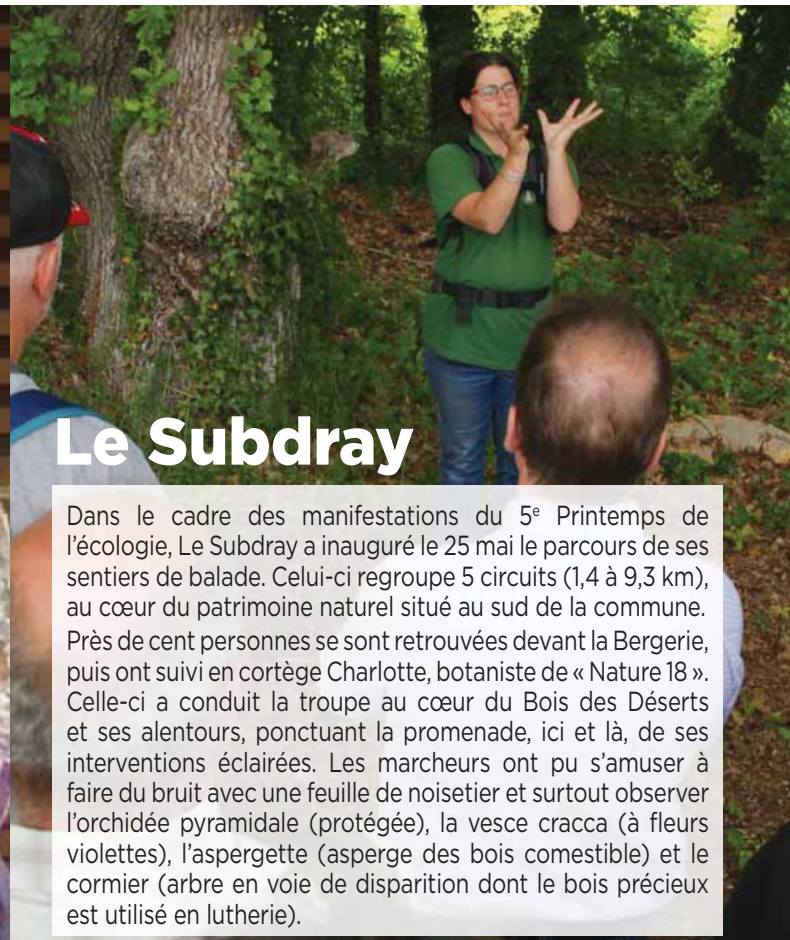 Le Subdray
Dans le cadre des manifestations du 5e Printemps de
l'écologie, Le Subdray a inauguré le 25 mai le parcours de ses
sentiers de balade. Celui-ci regroupe 5 circuits (1,4 à 9,3 km),
au cœur du patrimoine naturel situé au sud de la commune.
Près de cent personnes se sont retrouvées devant la Bergerie,
puis ont suivi en cortège Charlotte, botaniste de « Nature 18 ».
Celle-ci a conduit la troupe au cœur du Bois des Déserts
et ses alentours, ponctuant la promenade, ici et là, de ses
interventions éclairées. Les marcheurs ont pu s'amuser à
faire du bruit avec une feuille de noisetier et surtout observer
l'orchidée pyramidale (protégée), la vesce cracca (à fleurs
violettes), l'aspergette (asperge des bois comestible) et le
cormier (arbre en voie de disparition dont le bois précieux
est utilisé en lutherie).